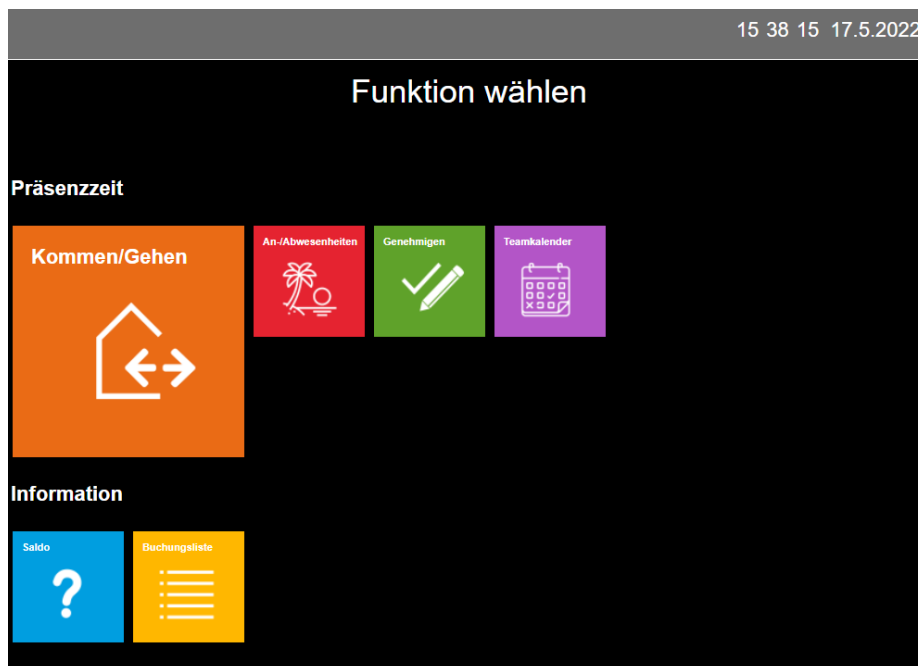 15 38 15 17.5.2022
Funktion wählen
Präsenzzeit
Kommen/Gehen
An-/Abwesenheiten
Genehmigen
Teamkalender
Information
Saldo
Buchungsliste